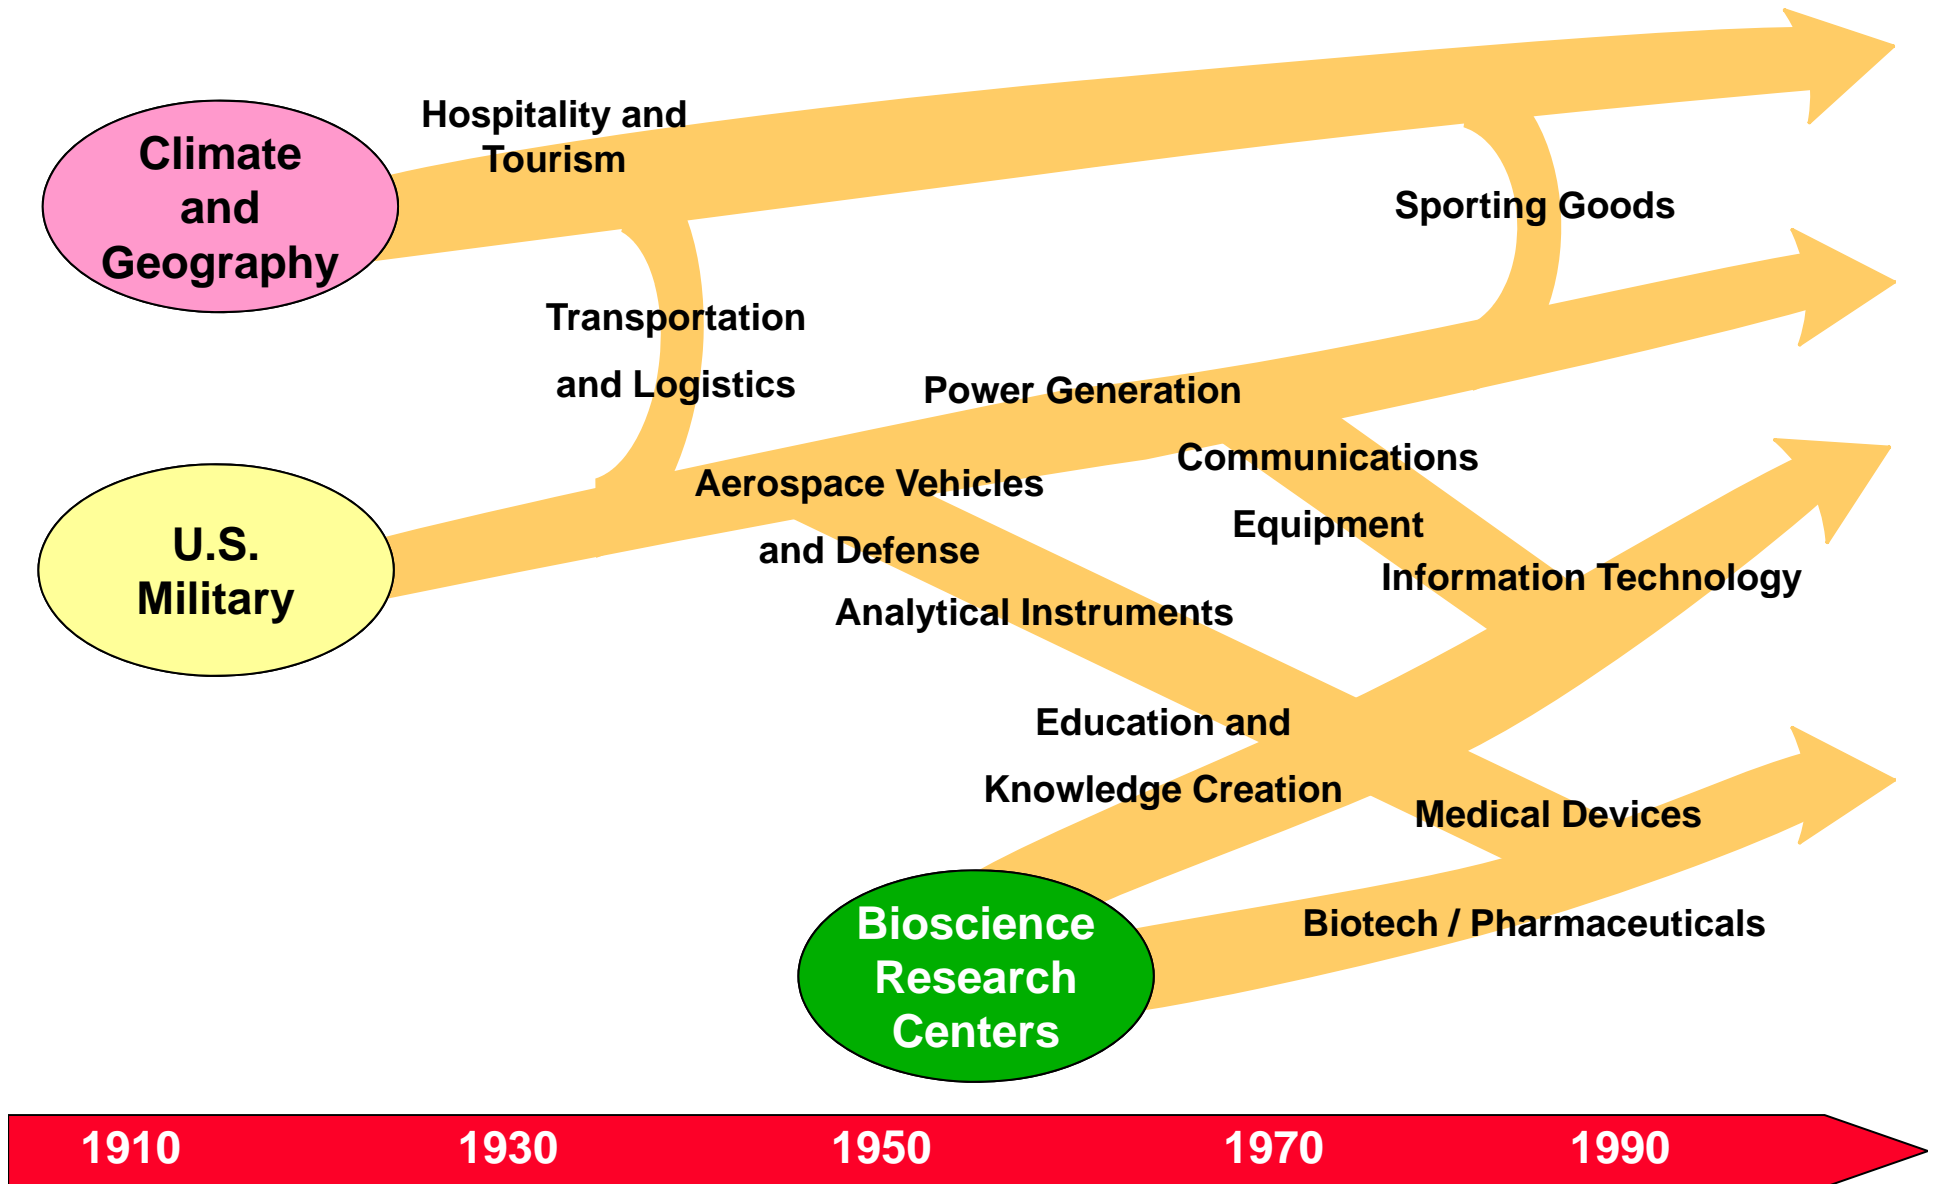 Hospitality and
Tourism
Climate
and
Geography
Sporting Goods
Transportation
and Logistics
Power Generation
Communications
Equipment
Aerospace Vehicles
and Defense
U.S.
Military
Information Technology
Analytical Instruments
Education and
Knowledge Creation
Medical Devices
Bioscience
Research
Centers
Biotech / Pharmaceuticals
1910 1930 1950 1970 1990